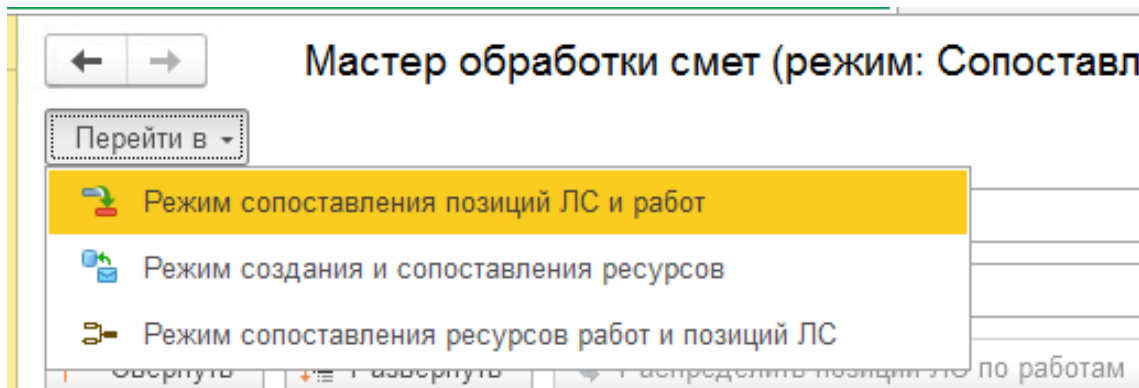 Мастер обработки смет (режим: Сопоставл
Перейти в
Режим сопоставления позиций ЛС и работ
Режим создания и сопоставления ресурсов
Режим сопоставления ресурсов работ и позиций ЛС
Свернуть Развернуть Распределить позиции ЛС по работам